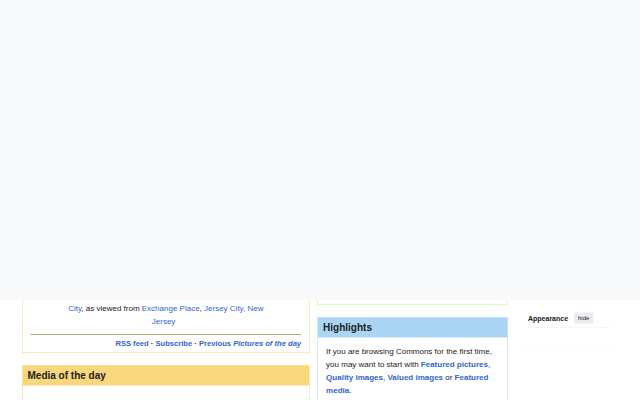 City, as viewed from Exchange Place, Jersey City, New
Jersey
RSS feed · Subscribe · Previous Pictures of the day
Media of the day
Highlights
If you are browsing Commons for the first time,
you may want to start with Featured pictures,
Quality images, Valued images or Featured
media.
Appearance hide